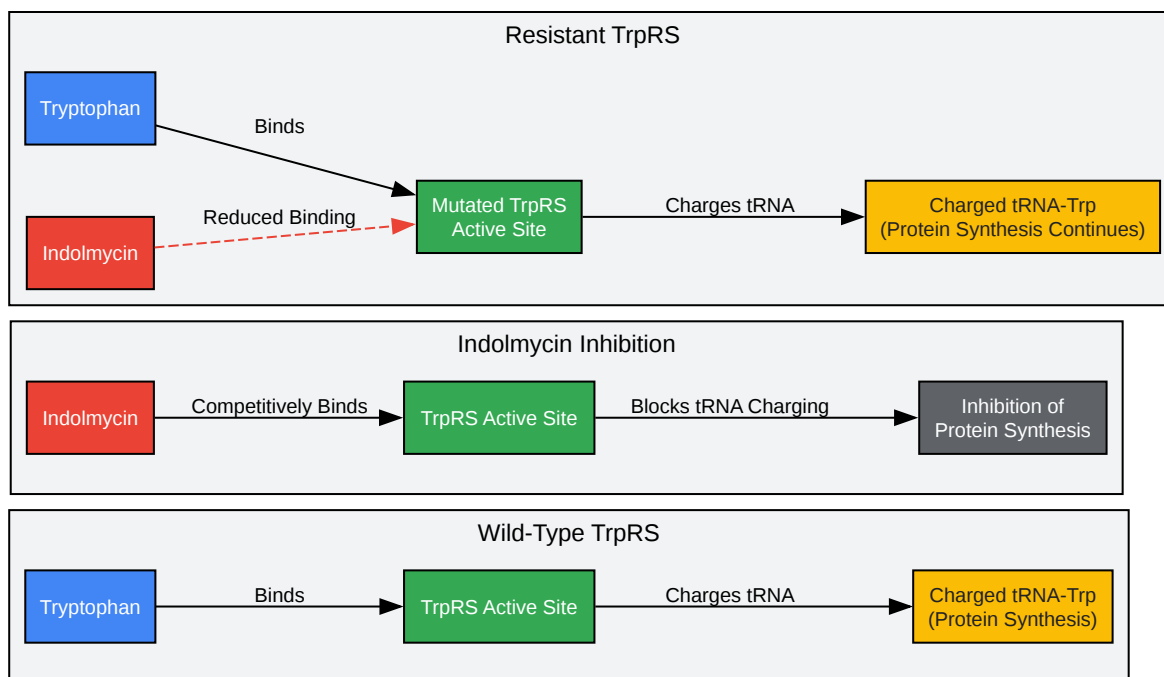 Resistant TrpRS
Tryptophan
Binds
Indolmycin
Reduced Binding
Mutated TrpRS
Active Site
Charges tRNA
Charged tRNA-Trp
(Protein Synthesis Continues)
Indolmycin Inhibition
Indolmycin
Competitively Binds
TrpRS Active Site
Blocks tRNA Charging
Inhibition of
Protein Synthesis
Wild-Type TrpRS
Tryptophan
Binds
TrpRS Active Site
Charges tRNA
Charged tRNA-Trp
(Protein Synthesis)